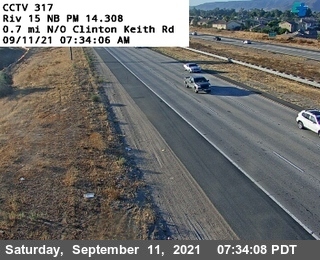 CCTV 317
Riv 15 NB PM 14.308
0.7 mi N/O Clinton Keith Rd
09/11/21 07:34:06 AM
Saturday, September 11, 2021 07:34:08 PDT